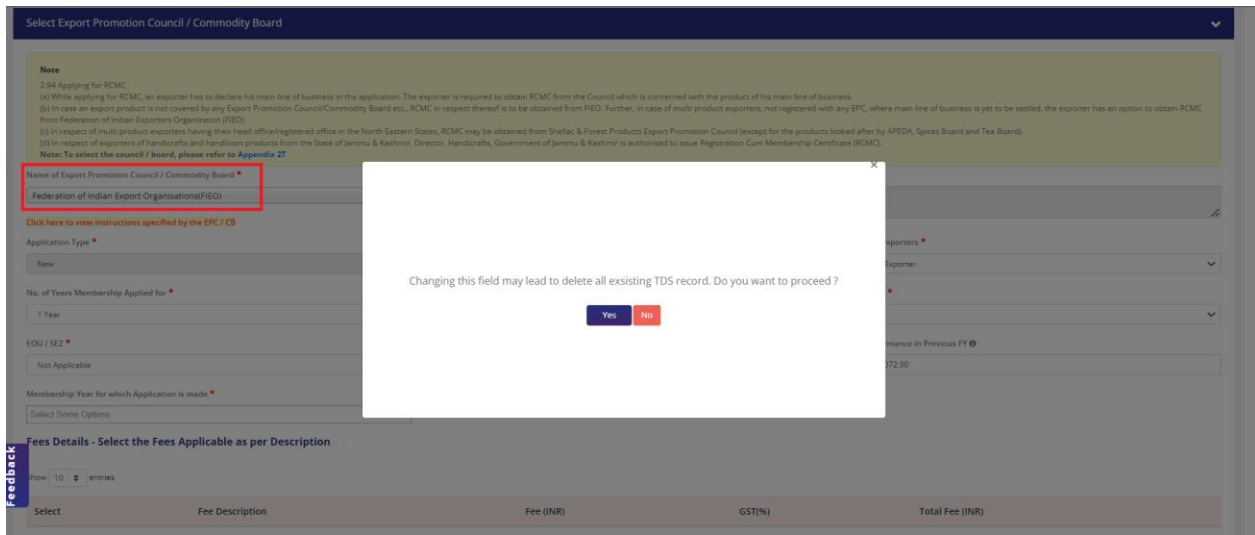 Select Export Promotion Council / Commodity Board
Note
2.94 Applying for RCMC
(a) While applying for RCMC, an exporter has to declare his main line of business in the application. The exporter is required to obtain RCMC from the Council which is concerned with the product of his main line of business.
(b) In case an export product is not covered by any Export Promotion Council/Commodity Board etc., RCMC in respect thereof is to be obtained from FIEO. Further, in case of multi product exporters, not registered with any EPC, where main line of business is yet to be settled, the exporter has an option to obtain RCMC
from Federation of Indian Exporters Organization (FIEO).
(c) In respect of multi product exporters having their head office/registered office in the North Eastern States, RCMC may be obtained from Shellac & Forest Products Export Promotion Council (except for the products looked after by APEDA, Spices Board and Tea Board).
(d) In respect of exporters of handicrafts and handloom products from the State of Jammu & Kashmir, Director, Handicrafts, Government of Jammu & Kashmir is authorised to issue Registration Cum Membership Certificate (RCMC).
Note: To select the council / board, please refer to Appendix 2T
Name of Export Promotion Council / Commodity Board *
Federation of Indian Export Organisations(FIEO)
Click here to view instructions specified by the EPC / CB
Application Type *
xporters *
New
Exporter
Changing this field may lead to delete all exsisting TDS record. Do you want to proceed ?
No. of Years Membership Applied for *
*
1 Year
Yes No
EOU / SEZ *
mance in Previous FY
Not Applicable
072.90
Membership Year for which Application is made *
Select Some Options
Fees Details - Select the Fees Applicable as per Description
Show 10 entries
Feedback
Select Fee Description Fee (INR) GST(%) Total Fee (INR)